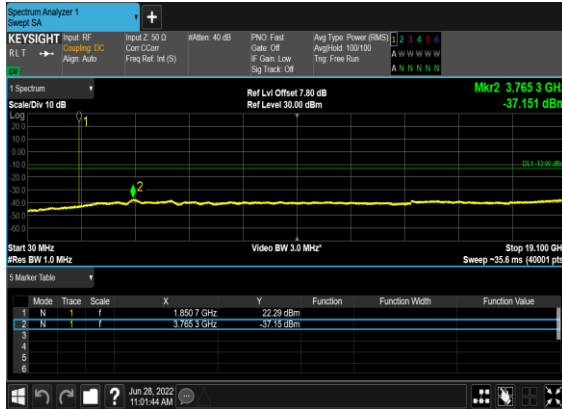 Spectrum Analyzer 1
Swept SA
+
KEYSIGHT Input: RF Input Z: 50 Ω #Atten: 40 dB PNO: Fast Avg Type: Power (RMS) 1 2 3 4 5 6
RLT Coupling: DC Corr CCorr Gate: Off Avg|Hold: 100/100 A W W W W W
Align: Auto Freq Ref: Int (S) IF Gain: Low Trig: Free Run
LU Sig Track: Off A N N N N N
1 Spectrum Ref Lvl Offset 7.80 dB Mkr2 3.765 3 GHz
Scale/Div 10 dB Ref Level 30.00 dBm -37.151 dBm
Log
20.0
10.0
0.00
-10.0
-20.0
-30.0
-40.0
-50.0
-60.0
1
2
DL1 -13.00 dB
Start 30 MHz Video BW 3.0 MHz* Stop 19.100 GH
#Res BW 1.0 MHz Sweep ~35.6 ms (40001 pts
5 Marker Table
Mode Trace Scale X Y Function Function Width Function Value
1 N 1 f 1.850 7 GHz 22.29 dBm
2 N 1 f 3.765 3 GHz -37.15 dBm
3
4
5
6
? Jun 28, 2022
11:01:44 AM